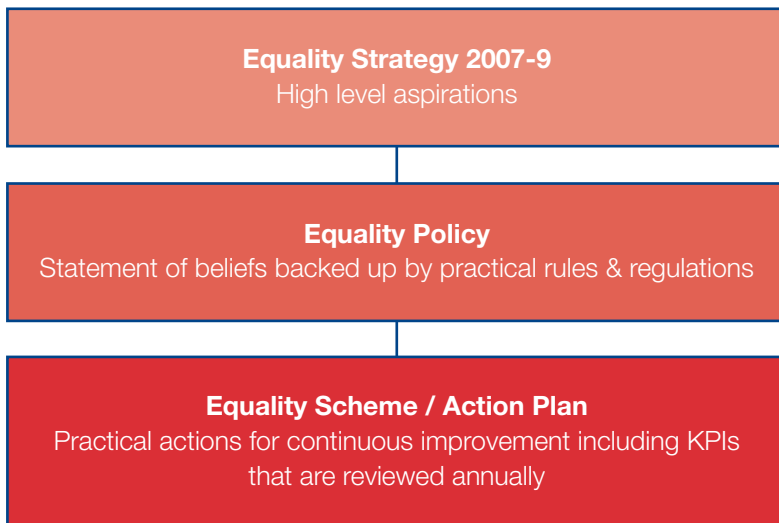 Equality Strategy 2007-9
High level aspirations
Equality Policy
Statement of beliefs backed up by practical rules & regulations
Equality Scheme / Action Plan
Practical actions for continuous improvement including KPIs
that are reviewed annually